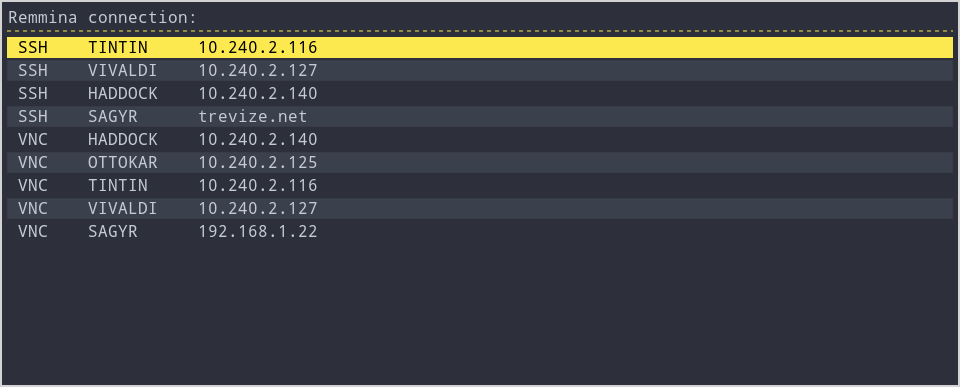 Remmina connection:
SSH TINTIN 10.240.2.116
SSH VIVALDI 10.240.2.127
SSH HADDOCK 10.240.2.140
SSH SAGYR trevize.net
VNC HADDOCK 10.240.2.140
VNC OTTOKAR 10.240.2.125
VNC TINTIN 10.240.2.116
VNC VIVALDI 10.240.2.127
VNC SAGYR 192.168.1.22